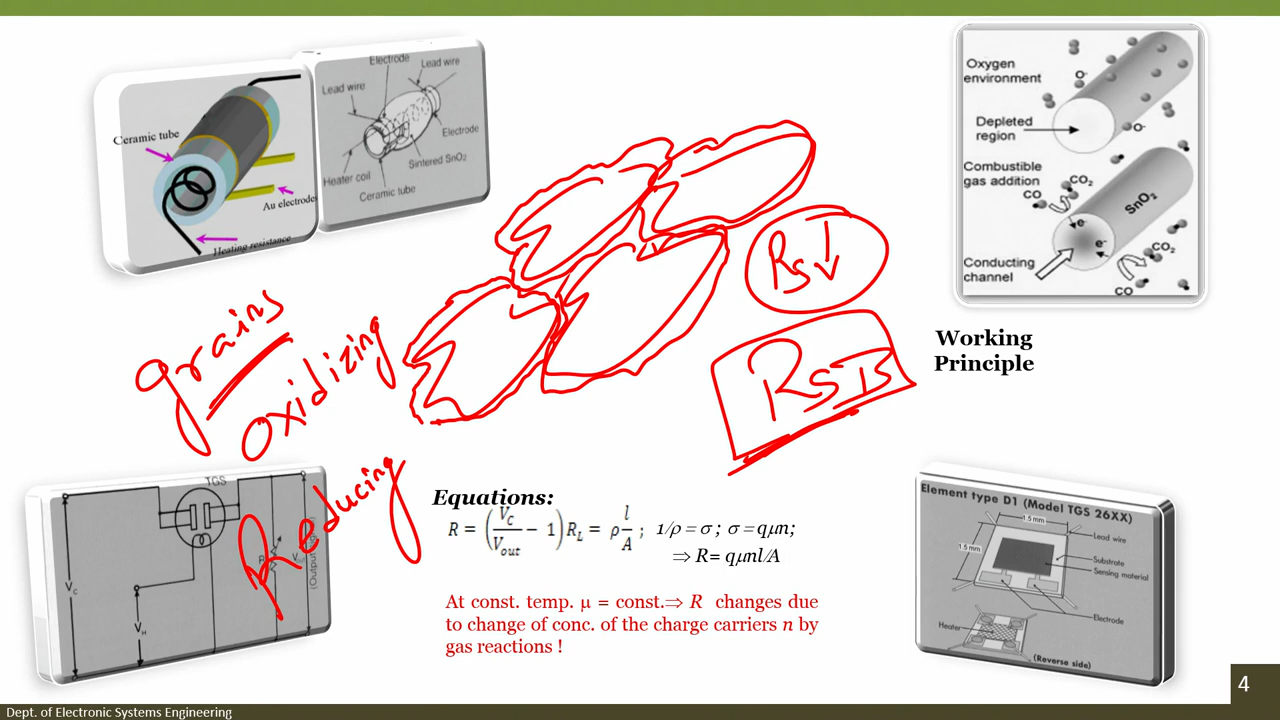 Ceramic tube
Au electrodes
Heating resistance
Electrode
Lead wire
Lead wire
Electrode
Sintered SnO₂
Heater coil
Ceramic tube
Oxygen
environment
O⁻
Depleted
region
O⁻
Combustible
gas addition
CO₂
CO
SnO₂
e⁻
e⁻
Conducting
channel
CO₂
CO
Working
Principle
Rs↓
grains
oxidizing
Reducing
TGS
Vc
VH
Equations:
R = (Vc/Vout − 1) RL = ρ l/A ; 1/ρ = σ ; σ = qμn;
⇒ R= qμnl/A
At const. temp. μ = const.⇒ R changes due
to change of conc. of the charge carriers n by
gas reactions !
Element type D1 (Model TGS 26XX)
1.5 mm
1.5 mm
Lead wire
Substrate
Sensing material
Electrode
Heater
(Reverse side)
4
Dept. of Electronic Systems Engineering